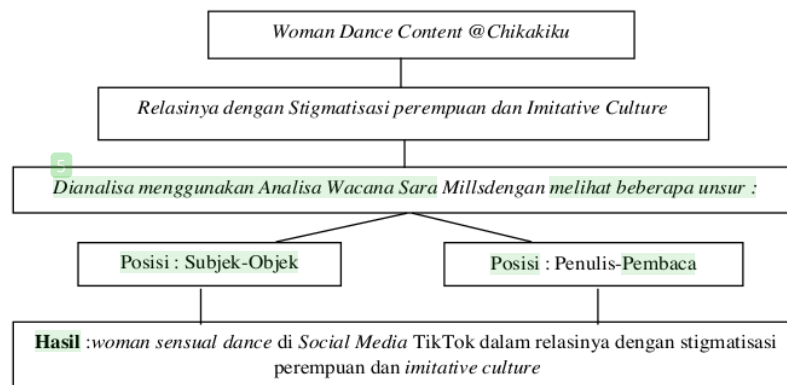 Woman Dance Content @Chikakiku
Relasinya dengan Stigmatisasi perempuan dan Imitative Culture
5
Dianalisa menggunakan Analisa Wacana Sara Millsdengan melihat beberapa unsur :
Posisi : Subjek-Objek
Posisi : Penulis-Pembaca
Hasil :woman sensual dance di Social Media TikTok dalam relasinya dengan stigmatisasi
perempuan dan imitative culture